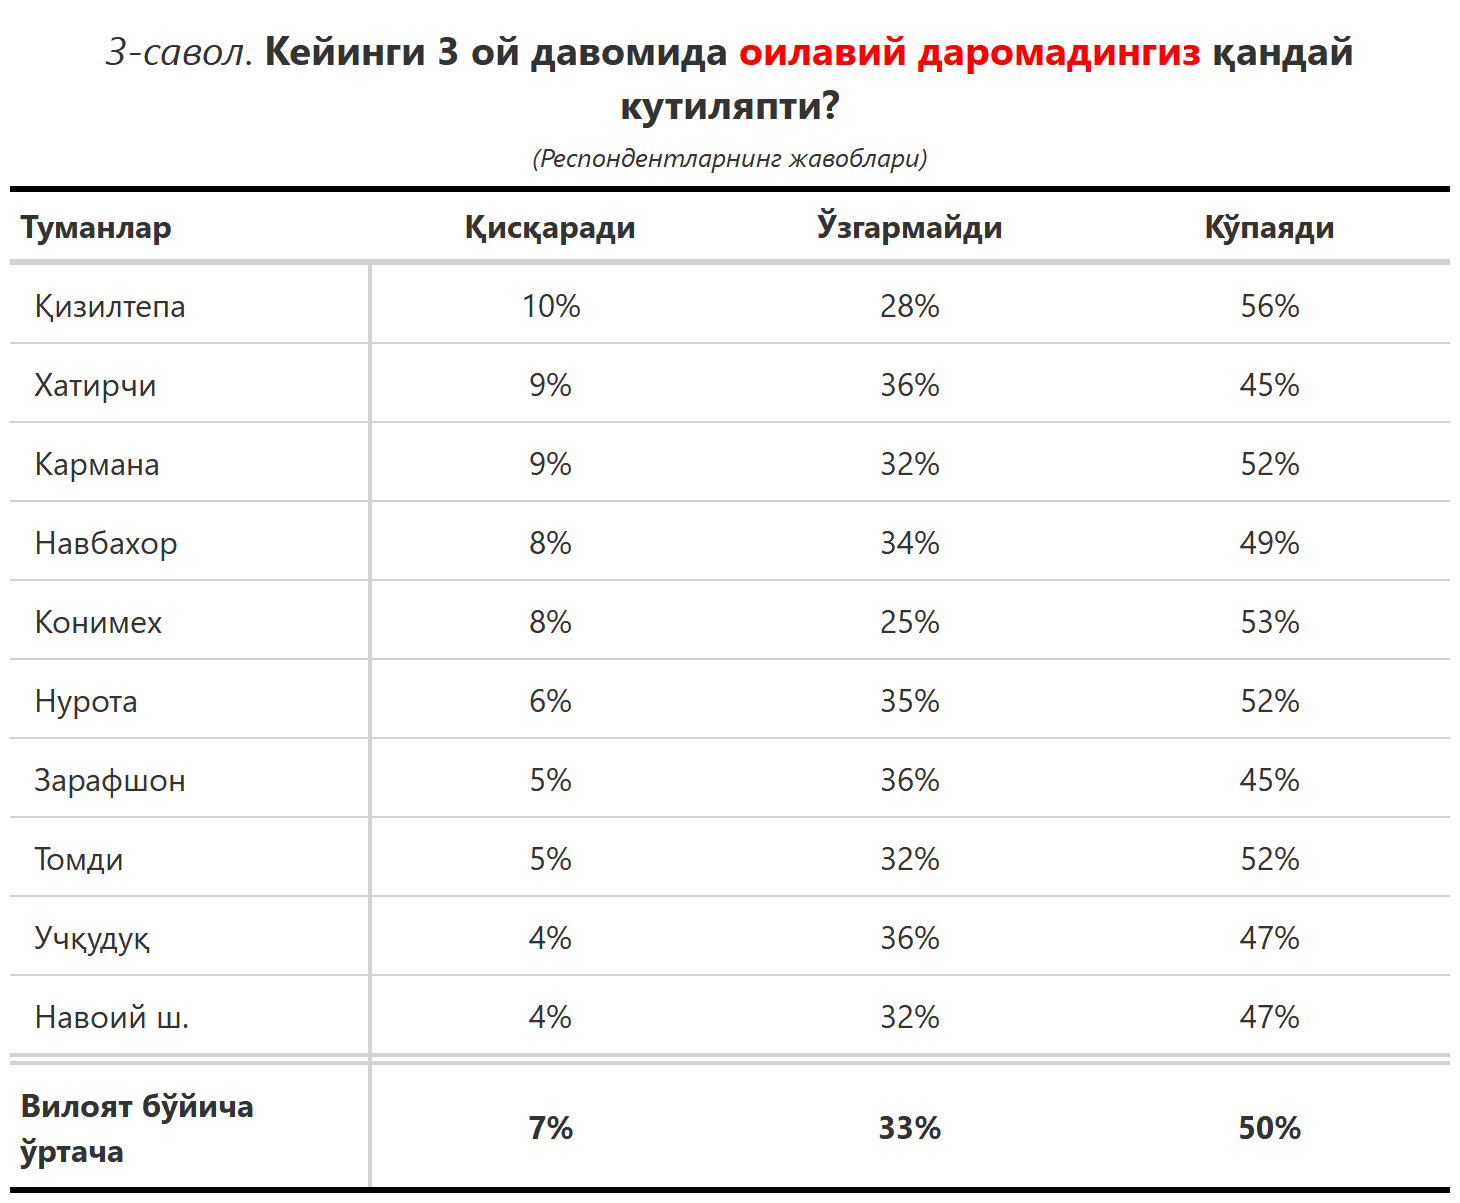 3-савол. Кейинги 3 ой давомида оилавий даромадингиз қандай
кутиляпти?
(Респондентларнинг жавоблари)
Туманлар Қисқаради Ўзгармайди Кўпаяди
Қизилтепа 10% 28% 56%
Хатирчи 9% 36% 45%
Кармана 9% 32% 52%
Навбахор 8% 34% 49%
Конимех 8% 25% 53%
Нурота 6% 35% 52%
Зарафшон 5% 36% 45%
Томди 5% 32% 52%
Учқудуқ 4% 36% 47%
Навоий ш. 4% 32% 47%
Вилоят бўйича
ўртача 7% 33% 50%